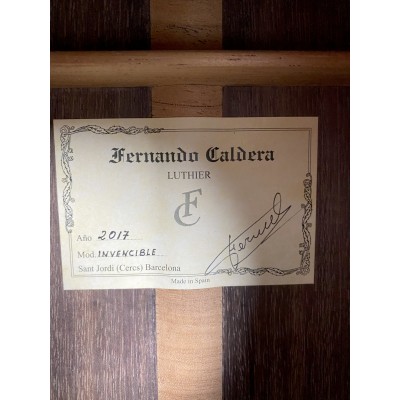 Fernando Caldera
LUTHIER
FC
Año 2017
Mod. INVENCIBLE
Sant Jordi (Cercs) Barcelona
Made in Spain